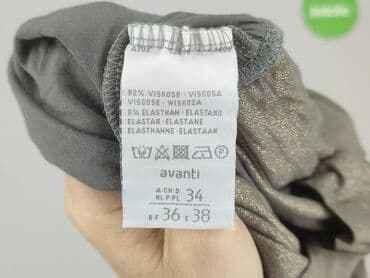 92% VISKOSE - VISCOSA
VISCOSE - WISKOZA
8% ELASTHAN - ELASTANO
ELASTAN - ELASTANE
ELASTHANNE - ELASTAAN
avanti
A·CH·D
NL·P·PL 34
B·F 36 E 38